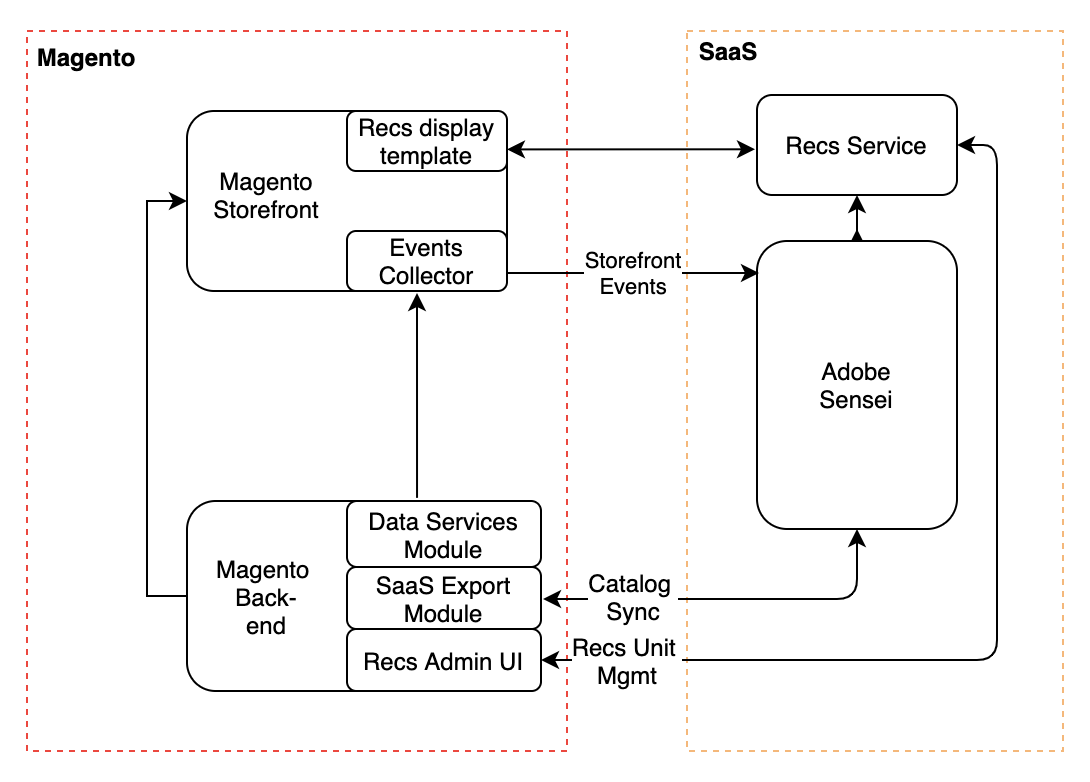 Magento
SaaS
Recs display
template
Recs Service
Magento
Storefront
Events
Collector
Storefront
Events
Adobe
Sensei
Data Services
Module
Magento
Back-
end
SaaS Export
Module
Catalog
Sync
Recs Admin UI
Recs Unit
Mgmt